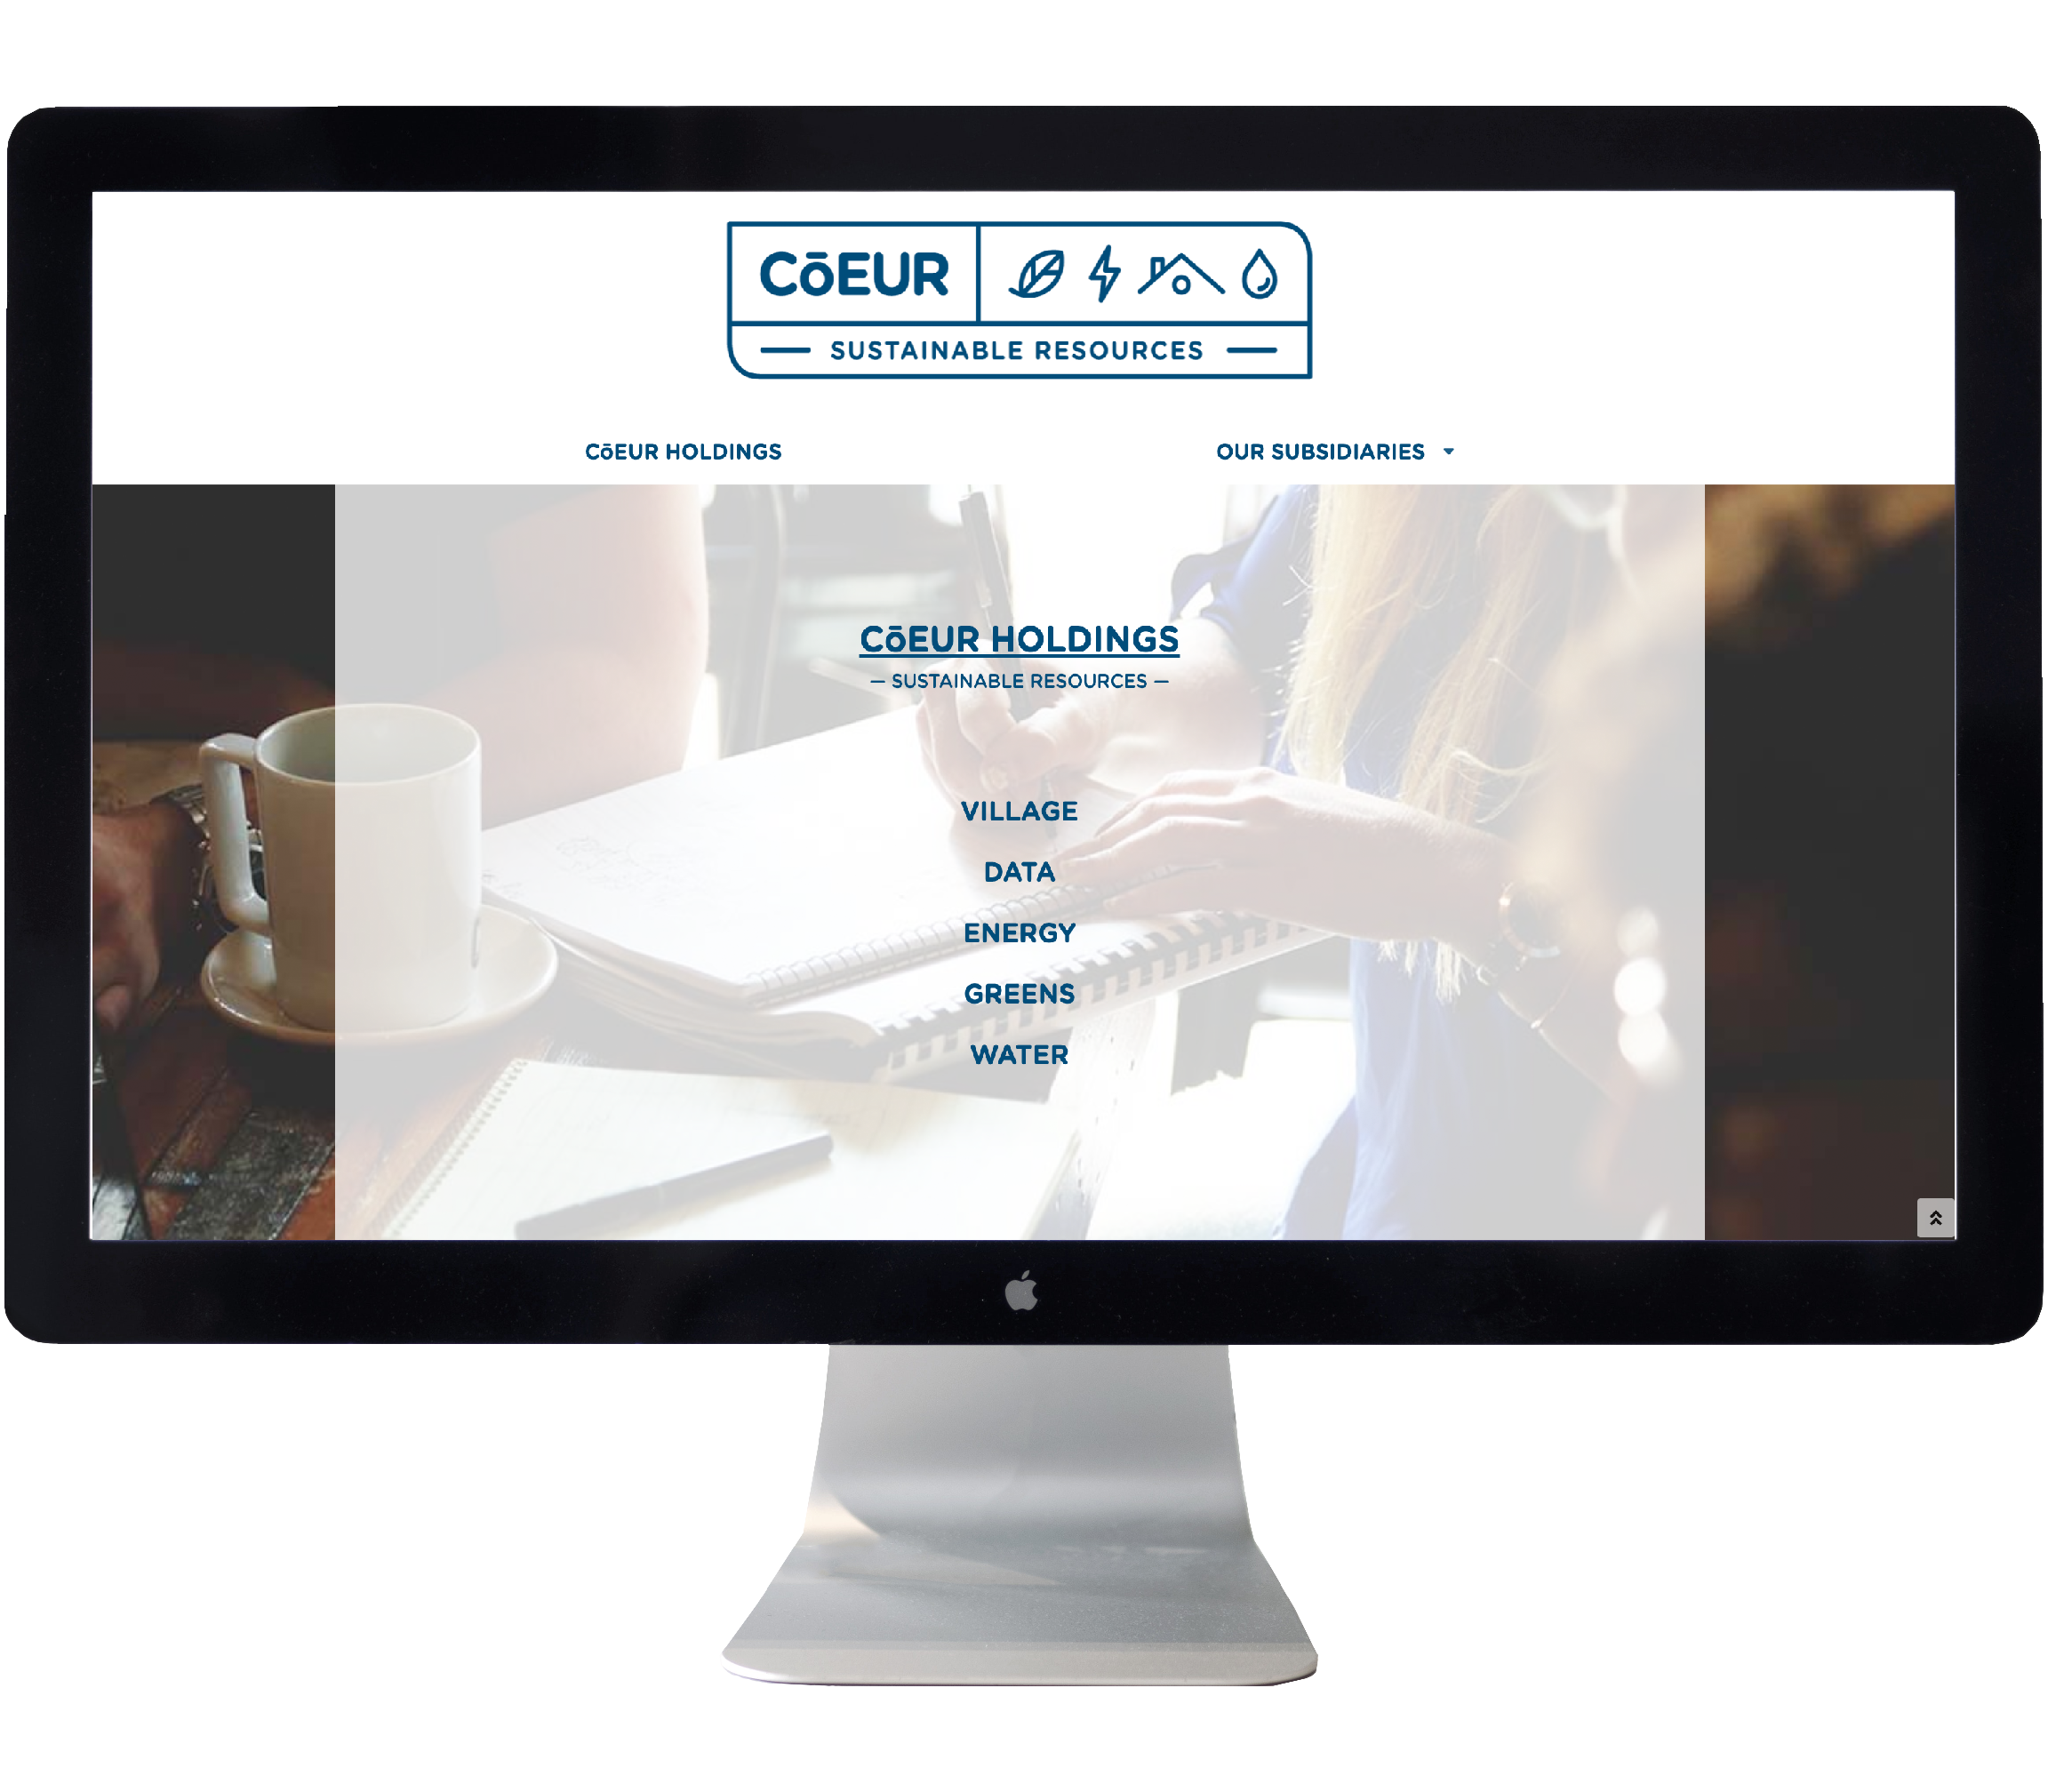 CōEUR
— SUSTAINABLE RESOURCES —
CōEUR HOLDINGS
OUR SUBSIDIARIES
CōEUR HOLDINGS
— SUSTAINABLE RESOURCES —
VILLAGE
DATA
ENERGY
GREENS
WATER